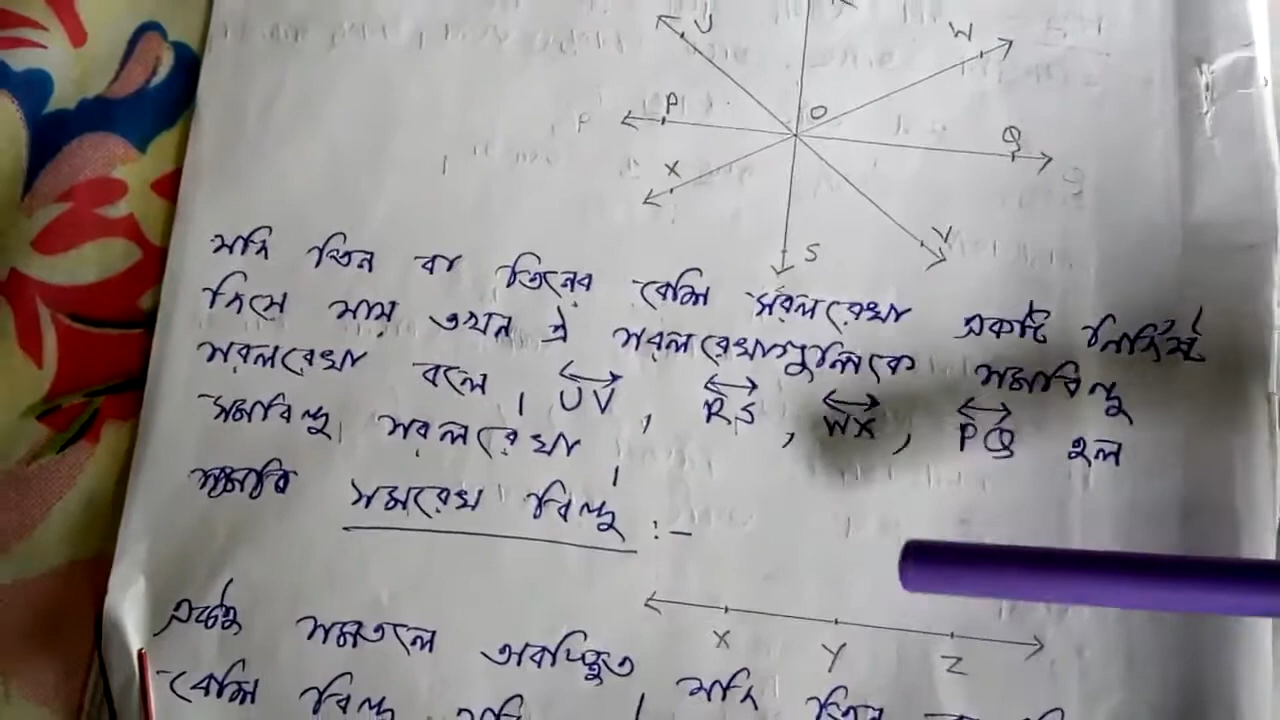 U
W
P
O
Q
X
V
S
যদি তিন বা তিনের বেশি সরলরেখা একটি নির্দিষ্ট
দিয়ে যায় তখন ঐ সরলরেখাগুলিকে সমবিন্দু
সরলরেখা বলে। UV, RS, WX, PQ হল
সমবিন্দু সরলরেখা।
সমরেখ বিন্দু :-
একই সমতলে অবস্থিত যদি তিন
X Y Z
বেশি বিন্দু যদি